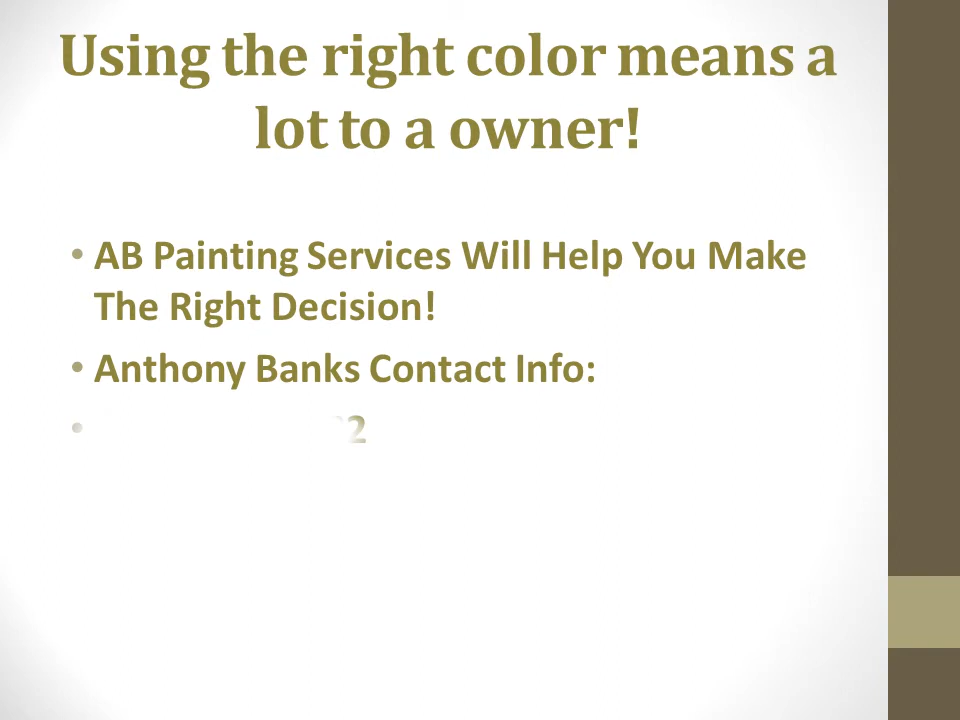 Using the right color means a
lot to a owner!
• AB Painting Services Will Help You Make
The Right Decision!
• Anthony Banks Contact Info: